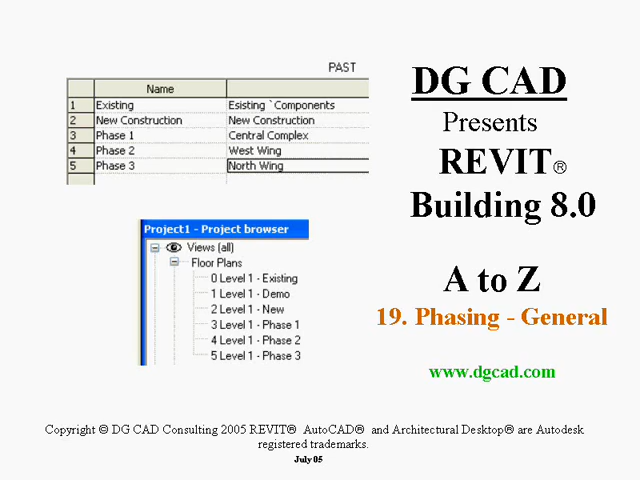 PAST
Name
1 Existing Esisting `Components
2 New Construction New Construction
3 Phase 1 Central Complex
4 Phase 2 West Wing
5 Phase 3 North Wing
Project1 - Project browser
Views (all)
Floor Plans
0 Level 1 - Existing
1 Level 1 - Demo
2 Level 1 - New
3 Level 1 - Phase 1
4 Level 1 - Phase 2
5 Level 1 - Phase 3
DG CAD
Presents
REVIT®
Building 8.0
A to Z
19. Phasing - General
www.dgcad.com
Copyright © DG CAD Consulting 2005 REVIT® AutoCAD® and Architectural Desktop® are Autodesk
registered trademarks.
July 05